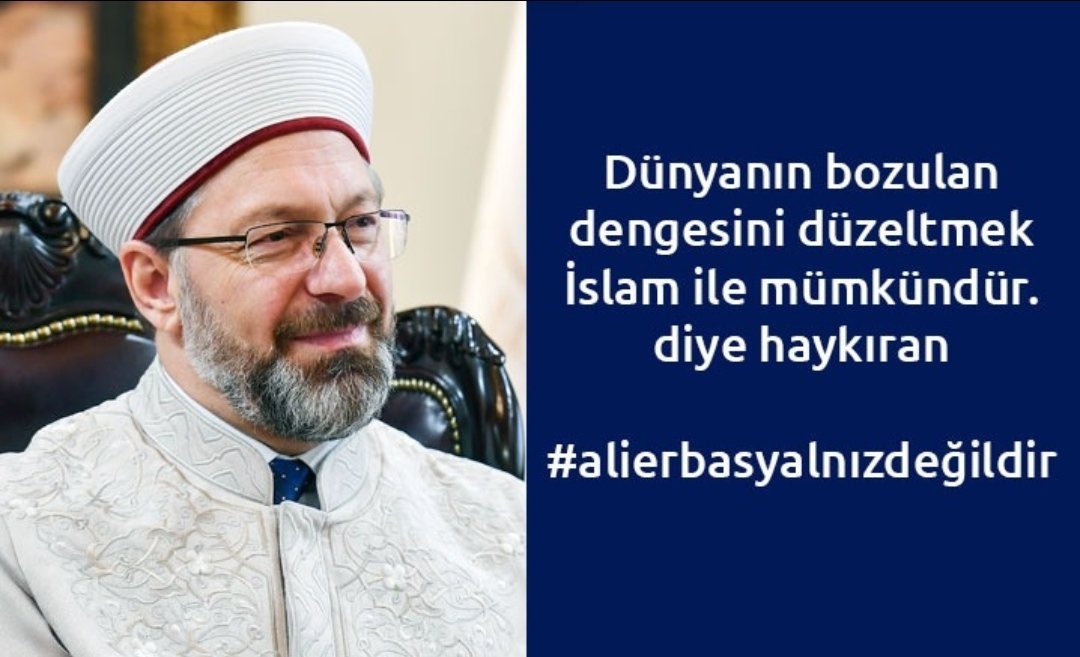 Dünyanın bozulan
dengesini düzeltmek
İslam ile mümkündür.
diye haykıran
#alierbasyalnızdeğildir